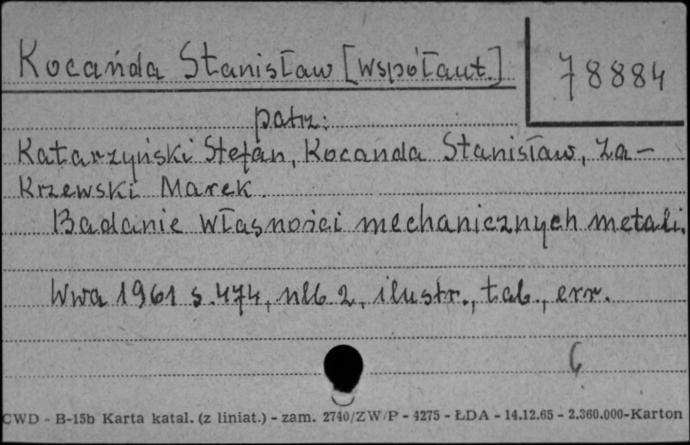 Kocańda Stanisław [współaut.]
78884
patrz:
Katarzyński Stefan, Kocańda Stanisław, Za-
krzewski Marek.
Badanie własności mechanicznych metali.
Wwa 1961 s. 474, nlb 2, ilustr., tab., err.
CWD - B-15b Karta katal. (z liniat.) - zam. 2740/ZW/P - 4275 - ŁDA - 14.12.65 - 2.360.000-Karton